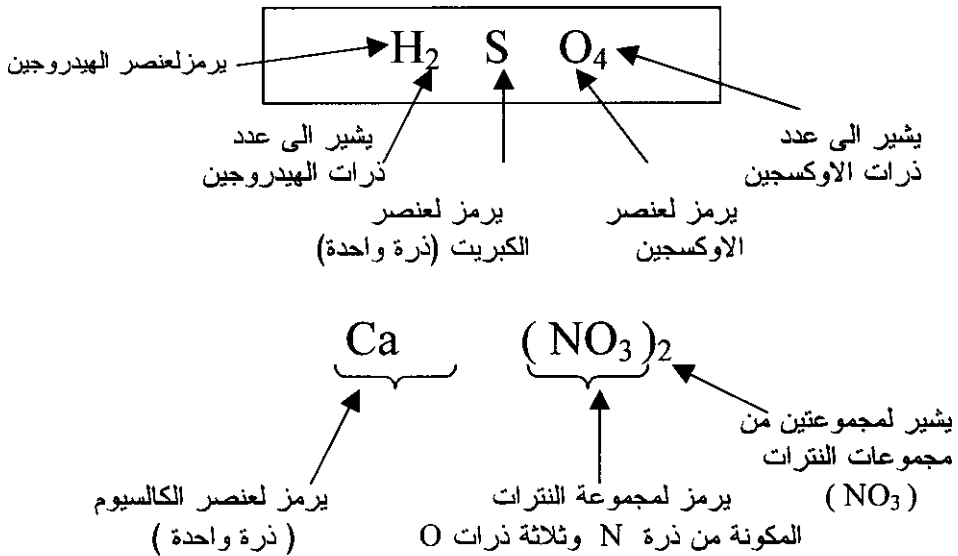 H₂ S O₄
يرمز لعنصر الهيدروجين
يشير الى عدد
ذرات الهيدروجين
يشير الى عدد
ذرات الاوكسجين
يرمز لعنصر
الكبريت (ذرة واحدة)
يرمز لعنصر
الاوكسجين
Ca ( NO₃ )₂
يشير لمجموعتين من
مجموعات النترات
( NO₃ )
يرمز لمجموعة النترات
المكونة من ذرة N وثلاثة ذرات O
يرمز لعنصر الكالسيوم
( ذرة واحدة )